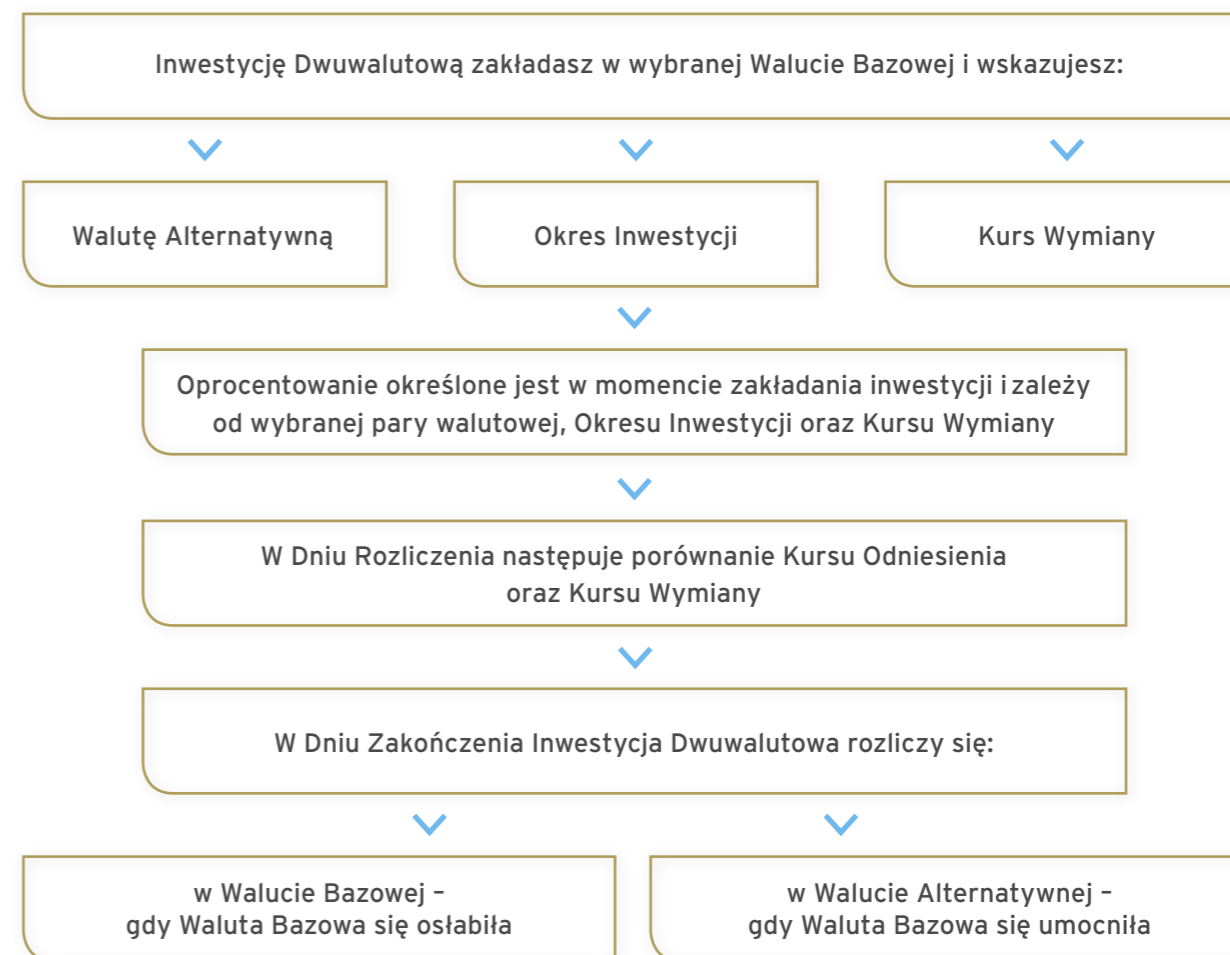 Inwestycję Dwuwalutową zakładasz w wybranej Walucie Bazowej i wskazujesz:
Walutę Alternatywną
Okres Inwestycji
Kurs Wymiany
Oprocentowanie określone jest w momencie zakładania inwestycji i zależy
od wybranej pary walutowej, Okresu Inwestycji oraz Kursu Wymiany
W Dniu Rozliczenia następuje porównanie Kursu Odniesienia
oraz Kursu Wymiany
W Dniu Zakończenia Inwestycja Dwuwalutowa rozliczy się:
w Walucie Bazowej –
gdy Waluta Bazowa się osłabiła
w Walucie Alternatywnej –
gdy Waluta Bazowa się umocniła